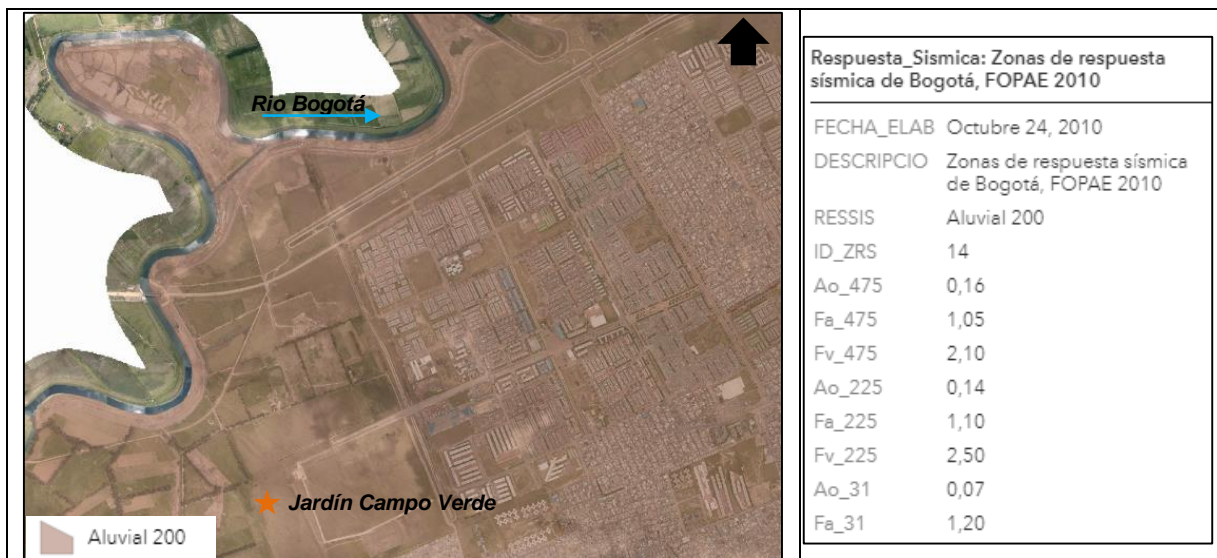 Rio Bogotá
Jardín Campo Verde
Aluvial 200
Respuesta_Sismica: Zonas de respuesta
sísmica de Bogotá, FOPAE 2010
FECHA_ELAB Octubre 24, 2010
DESCRIPCIO Zonas de respuesta sísmica
de Bogotá, FOPAE 2010
RESSIS Aluvial 200
ID_ZRS 14
Ao_475 0,16
Fa_475 1,05
Fv_475 2,10
Ao_225 0,14
Fa_225 1,10
Fv_225 2,50
Ao_31 0,07
Fa_31 1,20